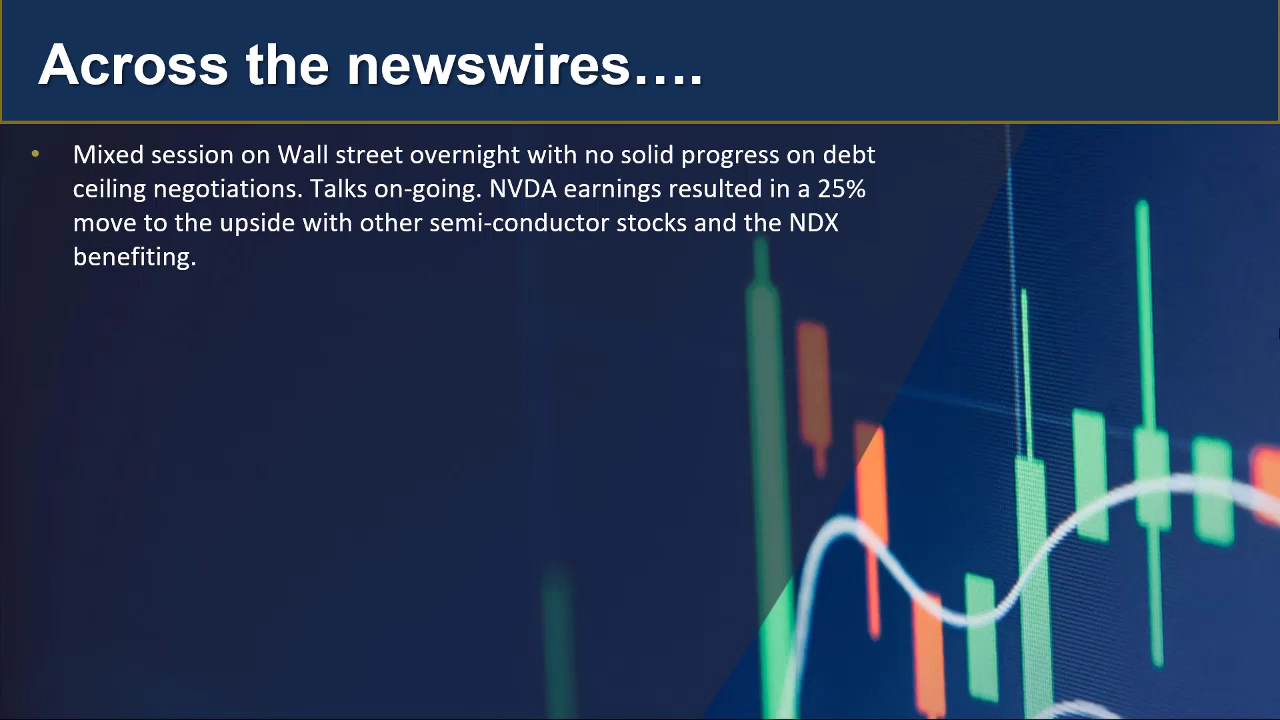 Across the newswires….
• Mixed session on Wall street overnight with no solid progress on debt
ceiling negotiations. Talks on-going. NVDA earnings resulted in a 25%
move to the upside with other semi-conductor stocks and the NDX
benefiting.